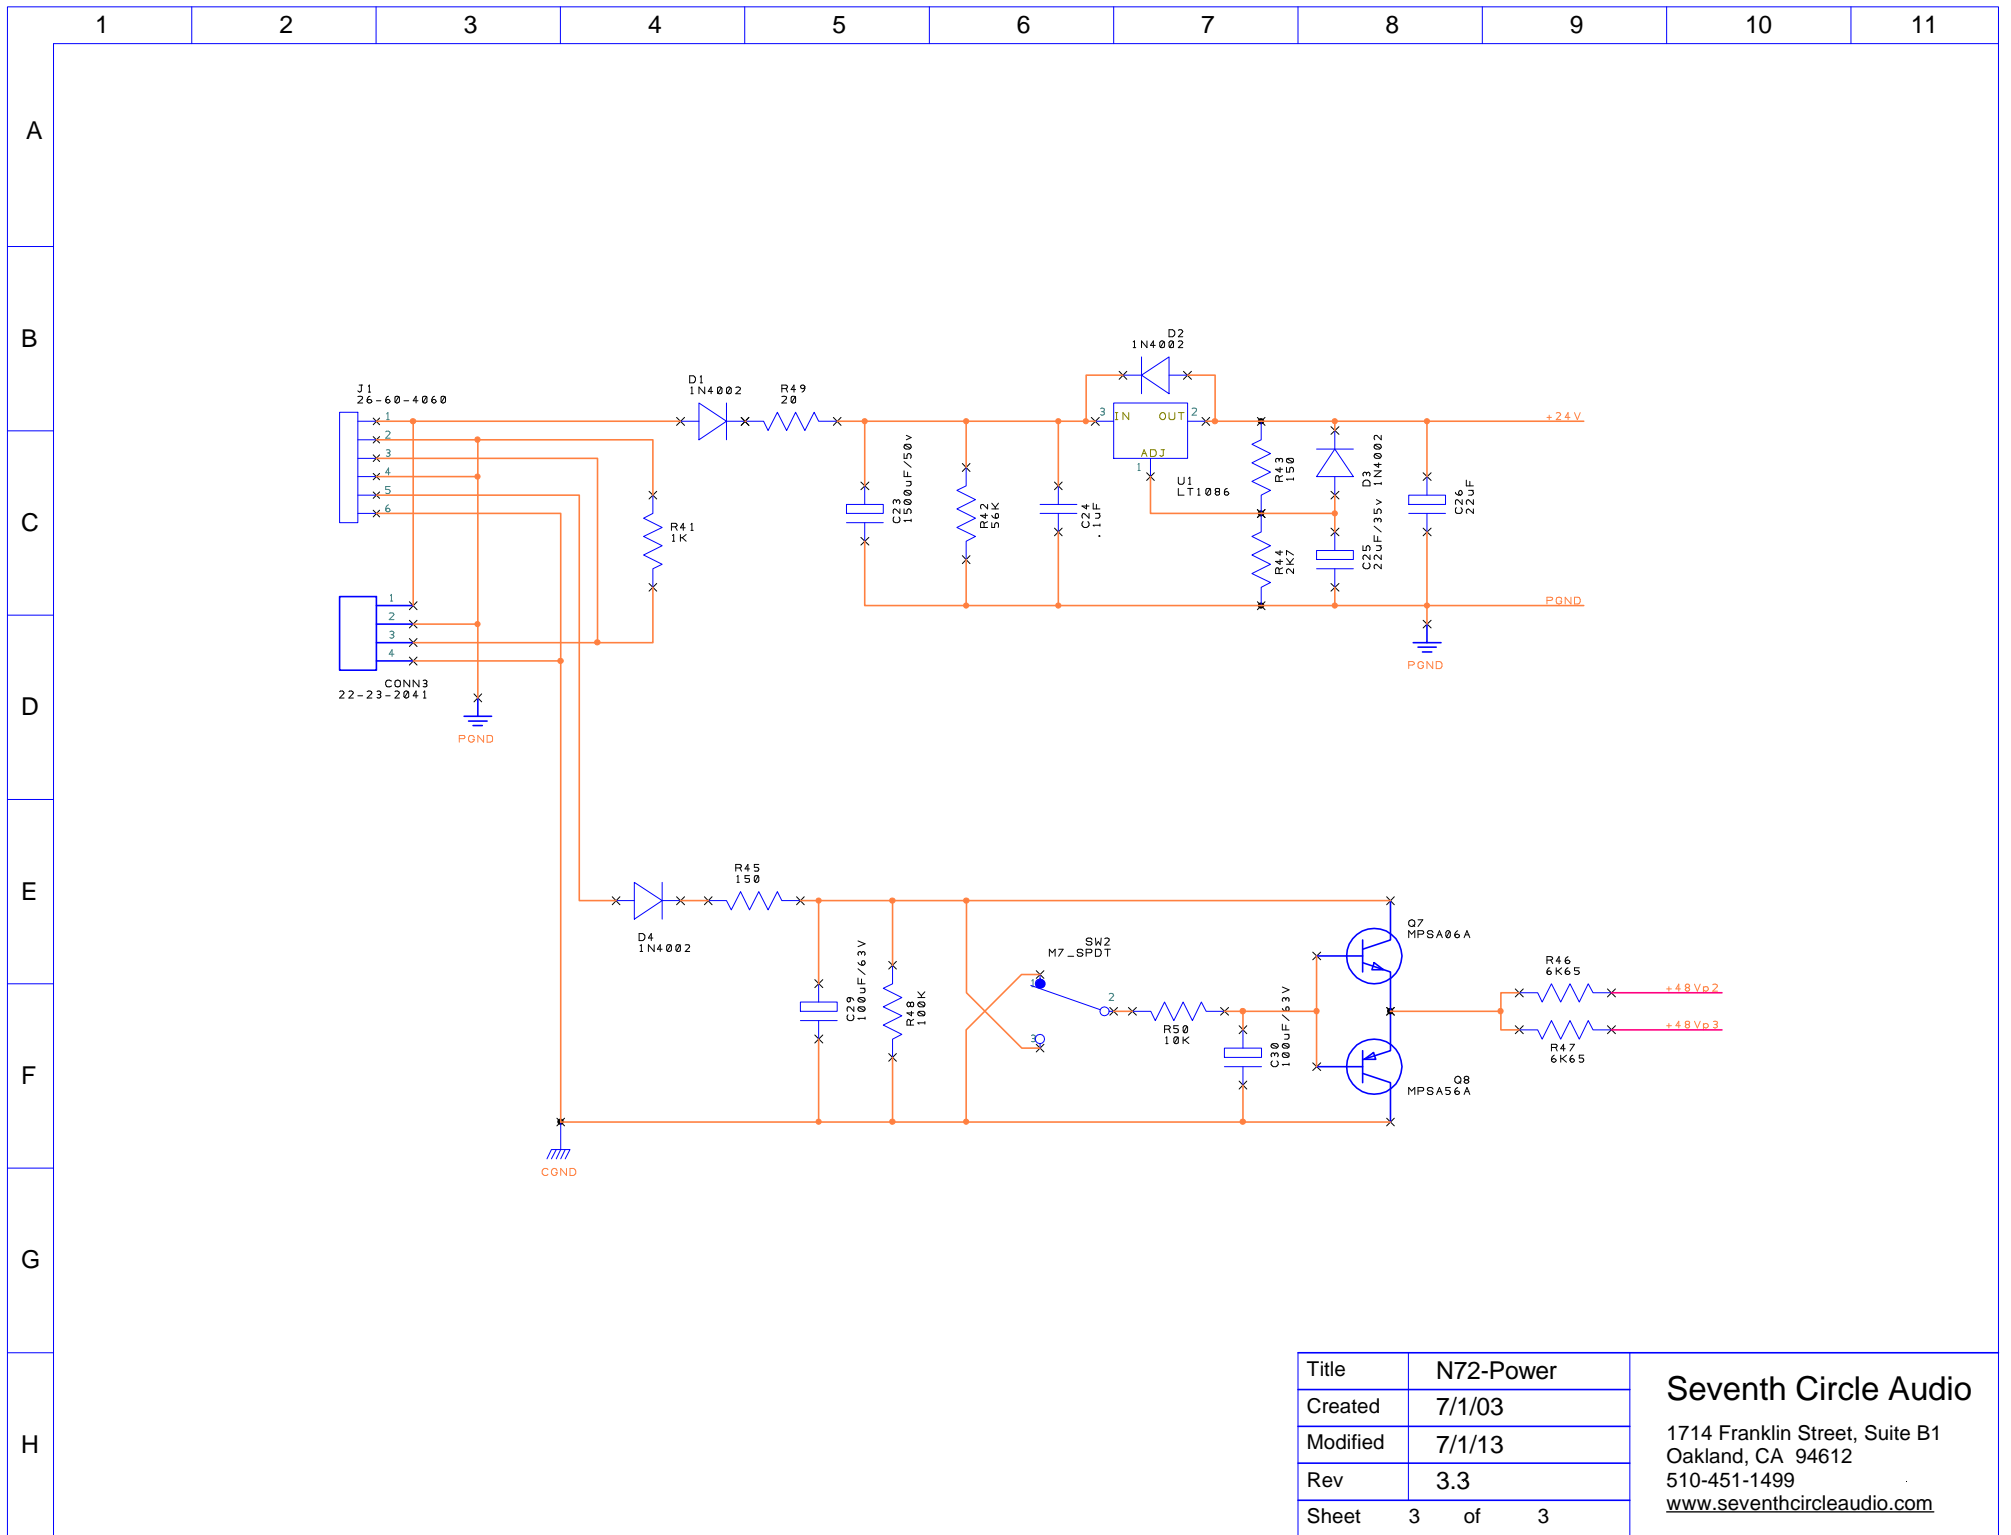 1 2 3 4 5 6 7 8 9 10 11
A
B
C
D
E
F
G
H
J1
26-60-4060
1
2
3
4
5
6
D1
1N4002
R49
20
D2
1N4002
3 IN OUT 2
ADJ
1
U1
LT1086
+24V
C23
1500uF/50v
R42
56K
C24
.1uF
R43
150
R44
2K7
D3
1N4002
C25
22uF/35v
C26
22uF
PGND
PGND
R41
1K
1
2
3
4
CONN3
22-23-2041
PGND
D4
1N4002
R45
150
C29
100uF/63V
R48
100K
SW2
M7_SPDT
1
2
3
R50
10K
C30
100uF/63V
Q7
MPSA06A
Q8
MPSA56A
R46
6K65
+48Vp2
R47
6K65
+48Vp3
CGND
Title N72-Power
Created 7/1/03
Modified 7/1/13
Rev 3.3
Sheet 3 of 3
Seventh Circle Audio
1714 Franklin Street, Suite B1
Oakland, CA 94612
510-451-1499
www.seventhcircleaudio.com